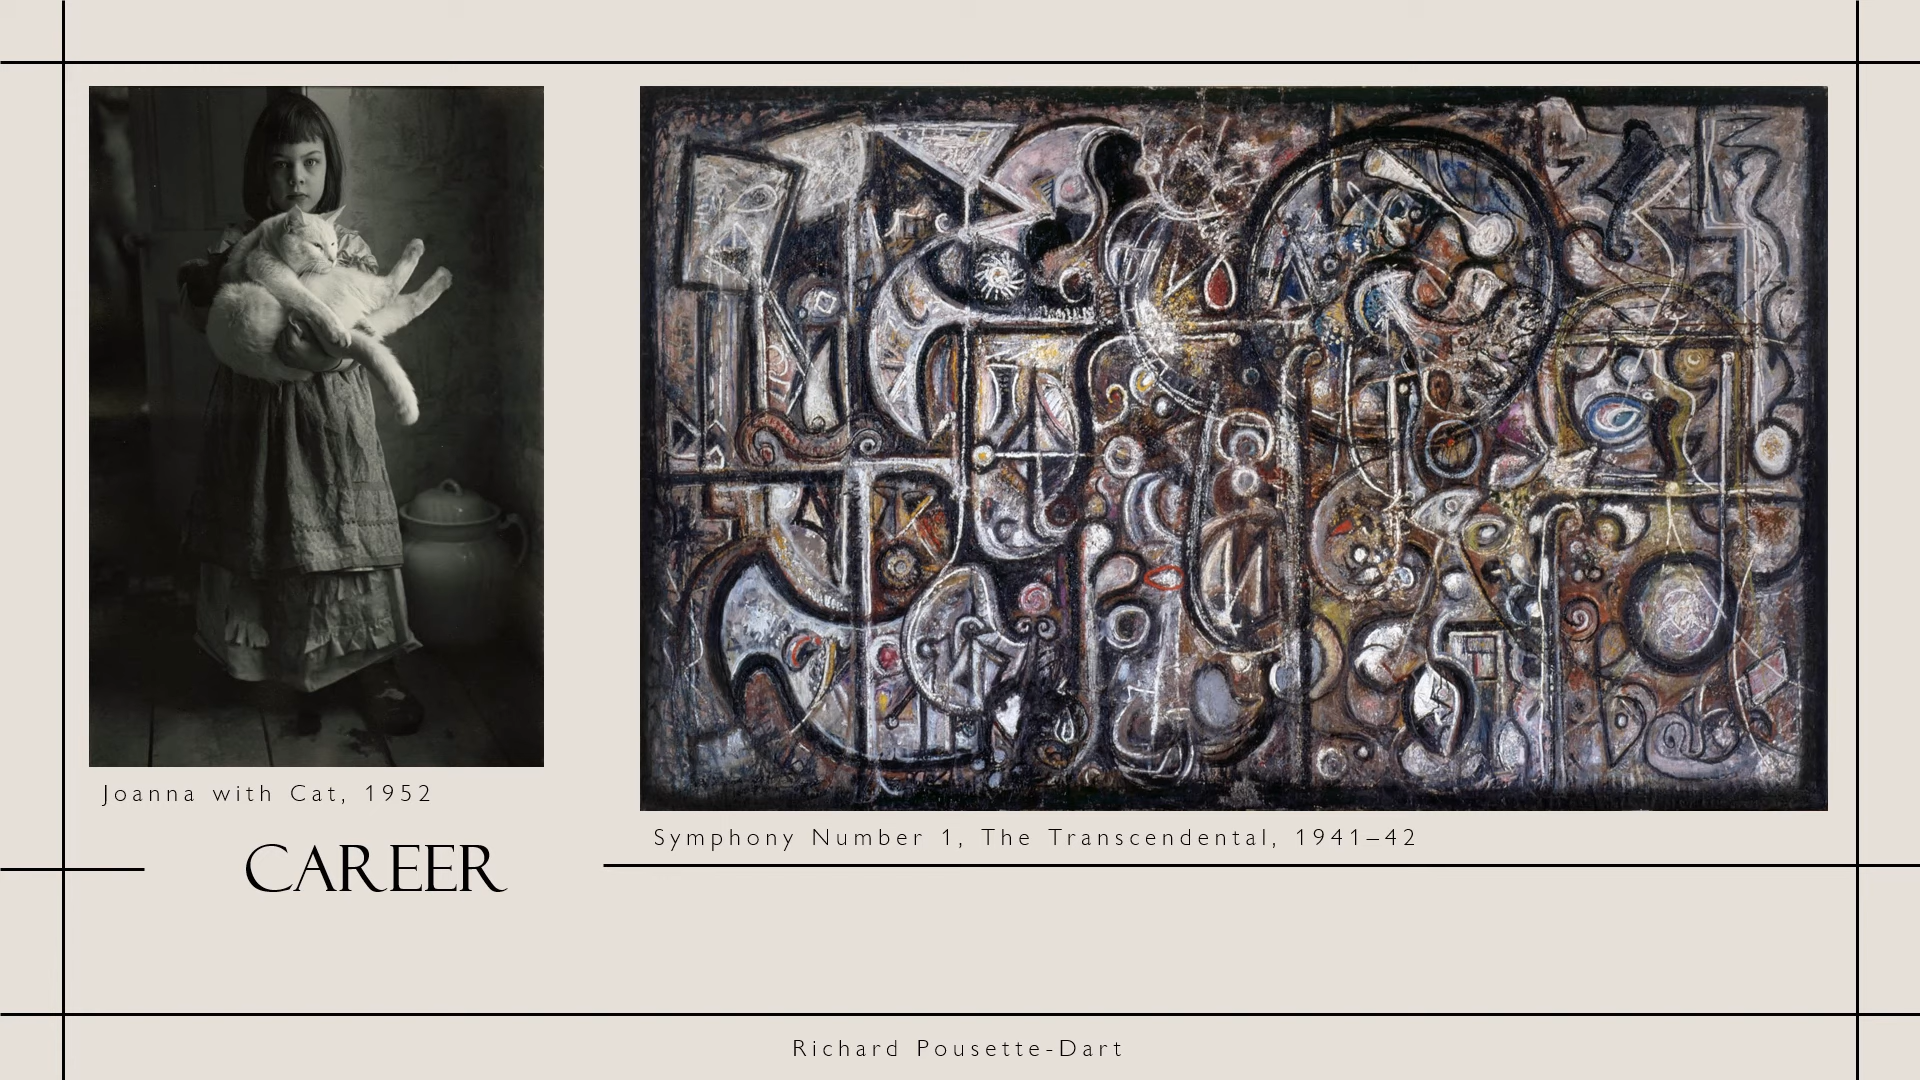 Joanna with Cat, 1952
Symphony Number 1, The Transcendental, 1941–42
CAREER
Richard Pousette-Dart